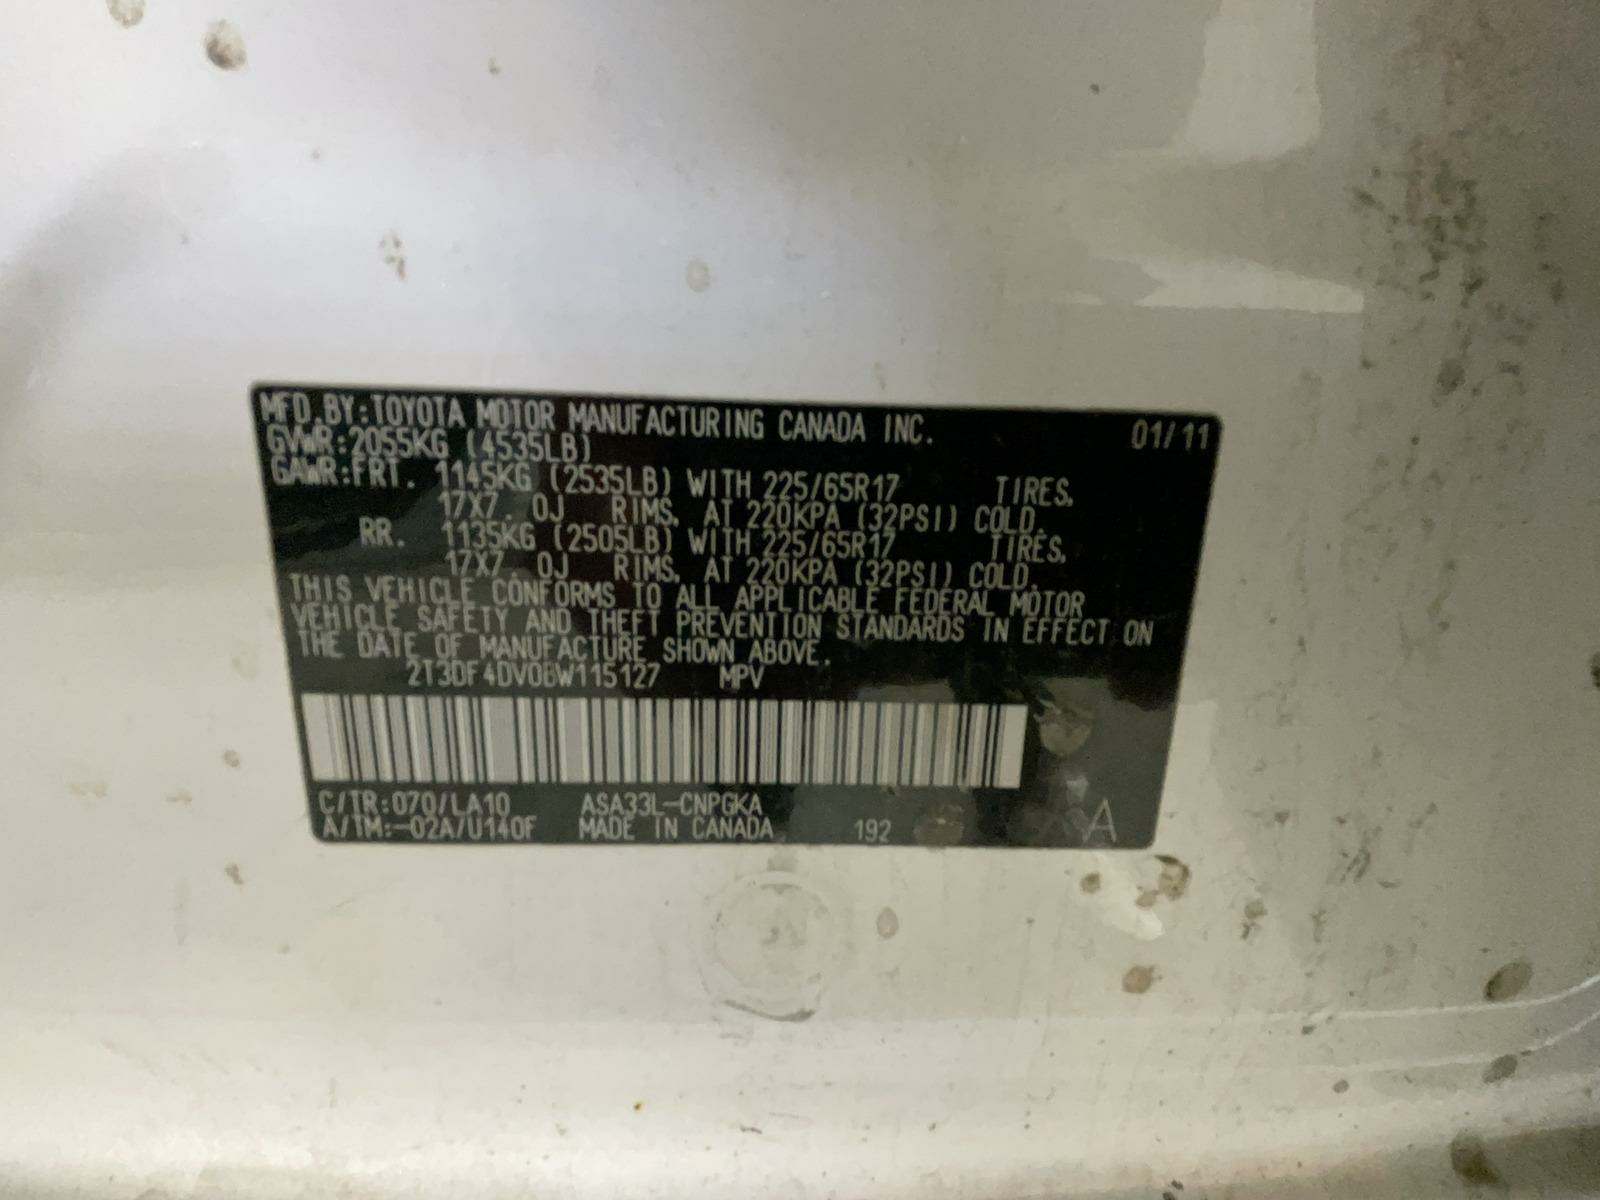 MFD. BY: TOYOTA MOTOR MANUFACTURING CANADA INC. 01/11
GVWR: 2055KG (4535LB)
GAWR: FRT. 1145KG (2535LB) WITH 225/65R17 TIRES,
17X7. 0J RIMS, AT 220KPA (32PSI) COLD.
RR. 1135KG (2505LB) WITH 225/65R17 TIRES,
17X7. 0J RIMS, AT 220KPA (32PSI) COLD.
THIS VEHICLE CONFORMS TO ALL APPLICABLE FEDERAL MOTOR
VEHICLE SAFETY AND THEFT PREVENTION STANDARDS IN EFFECT ON
THE DATE OF MANUFACTURE SHOWN ABOVE.
2T3DF4DV0BW115127 MPV
C/TR: 070/LA10 ASA33L-CNPGKA
A/TM: -02A/U140F MADE IN CANADA 192 A